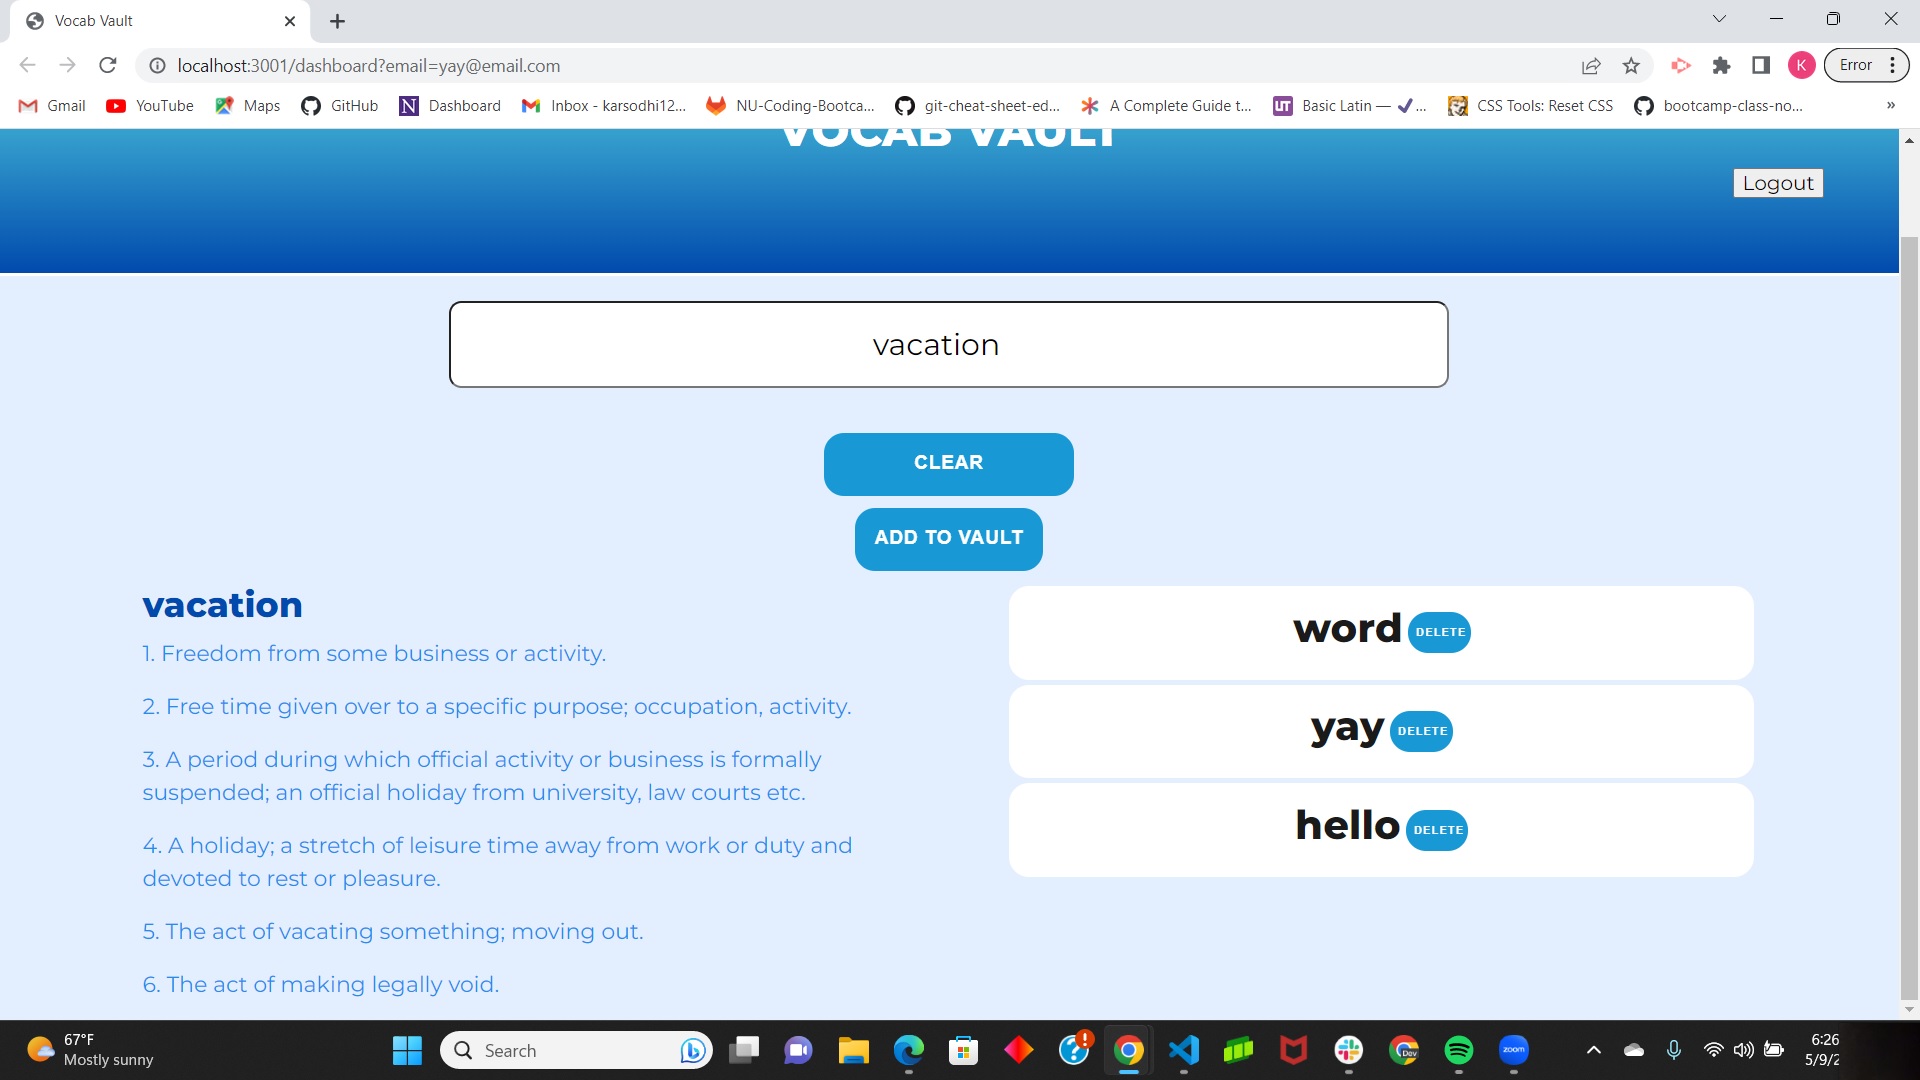 Vocab Vault
localhost:3001/dashboard?email=yay@email.com
K
Error
Gmail
YouTube
Maps
GitHub
N
Dashboard
Inbox - karsodhi12...
NU-Coding-Bootca...
git-cheat-sheet-ed...
A Complete Guide t...
UT
Basic Latin — ✓...
CSS Tools: Reset CSS
bootcamp-class-no...
»
VOCAB VAULT
Logout
vacation
CLEAR
ADD TO VAULT
vacation
1. Freedom from some business or activity.
2. Free time given over to a specific purpose; occupation, activity.
3. A period during which official activity or business is formally
suspended; an official holiday from university, law courts etc.
4. A holiday; a stretch of leisure time away from work or duty and
devoted to rest or pleasure.
5. The act of vacating something; moving out.
6. The act of making legally void.
word DELETE
yay DELETE
hello DELETE
67°F
Mostly sunny
Search
Dev
zoom
6:26
5/9/2